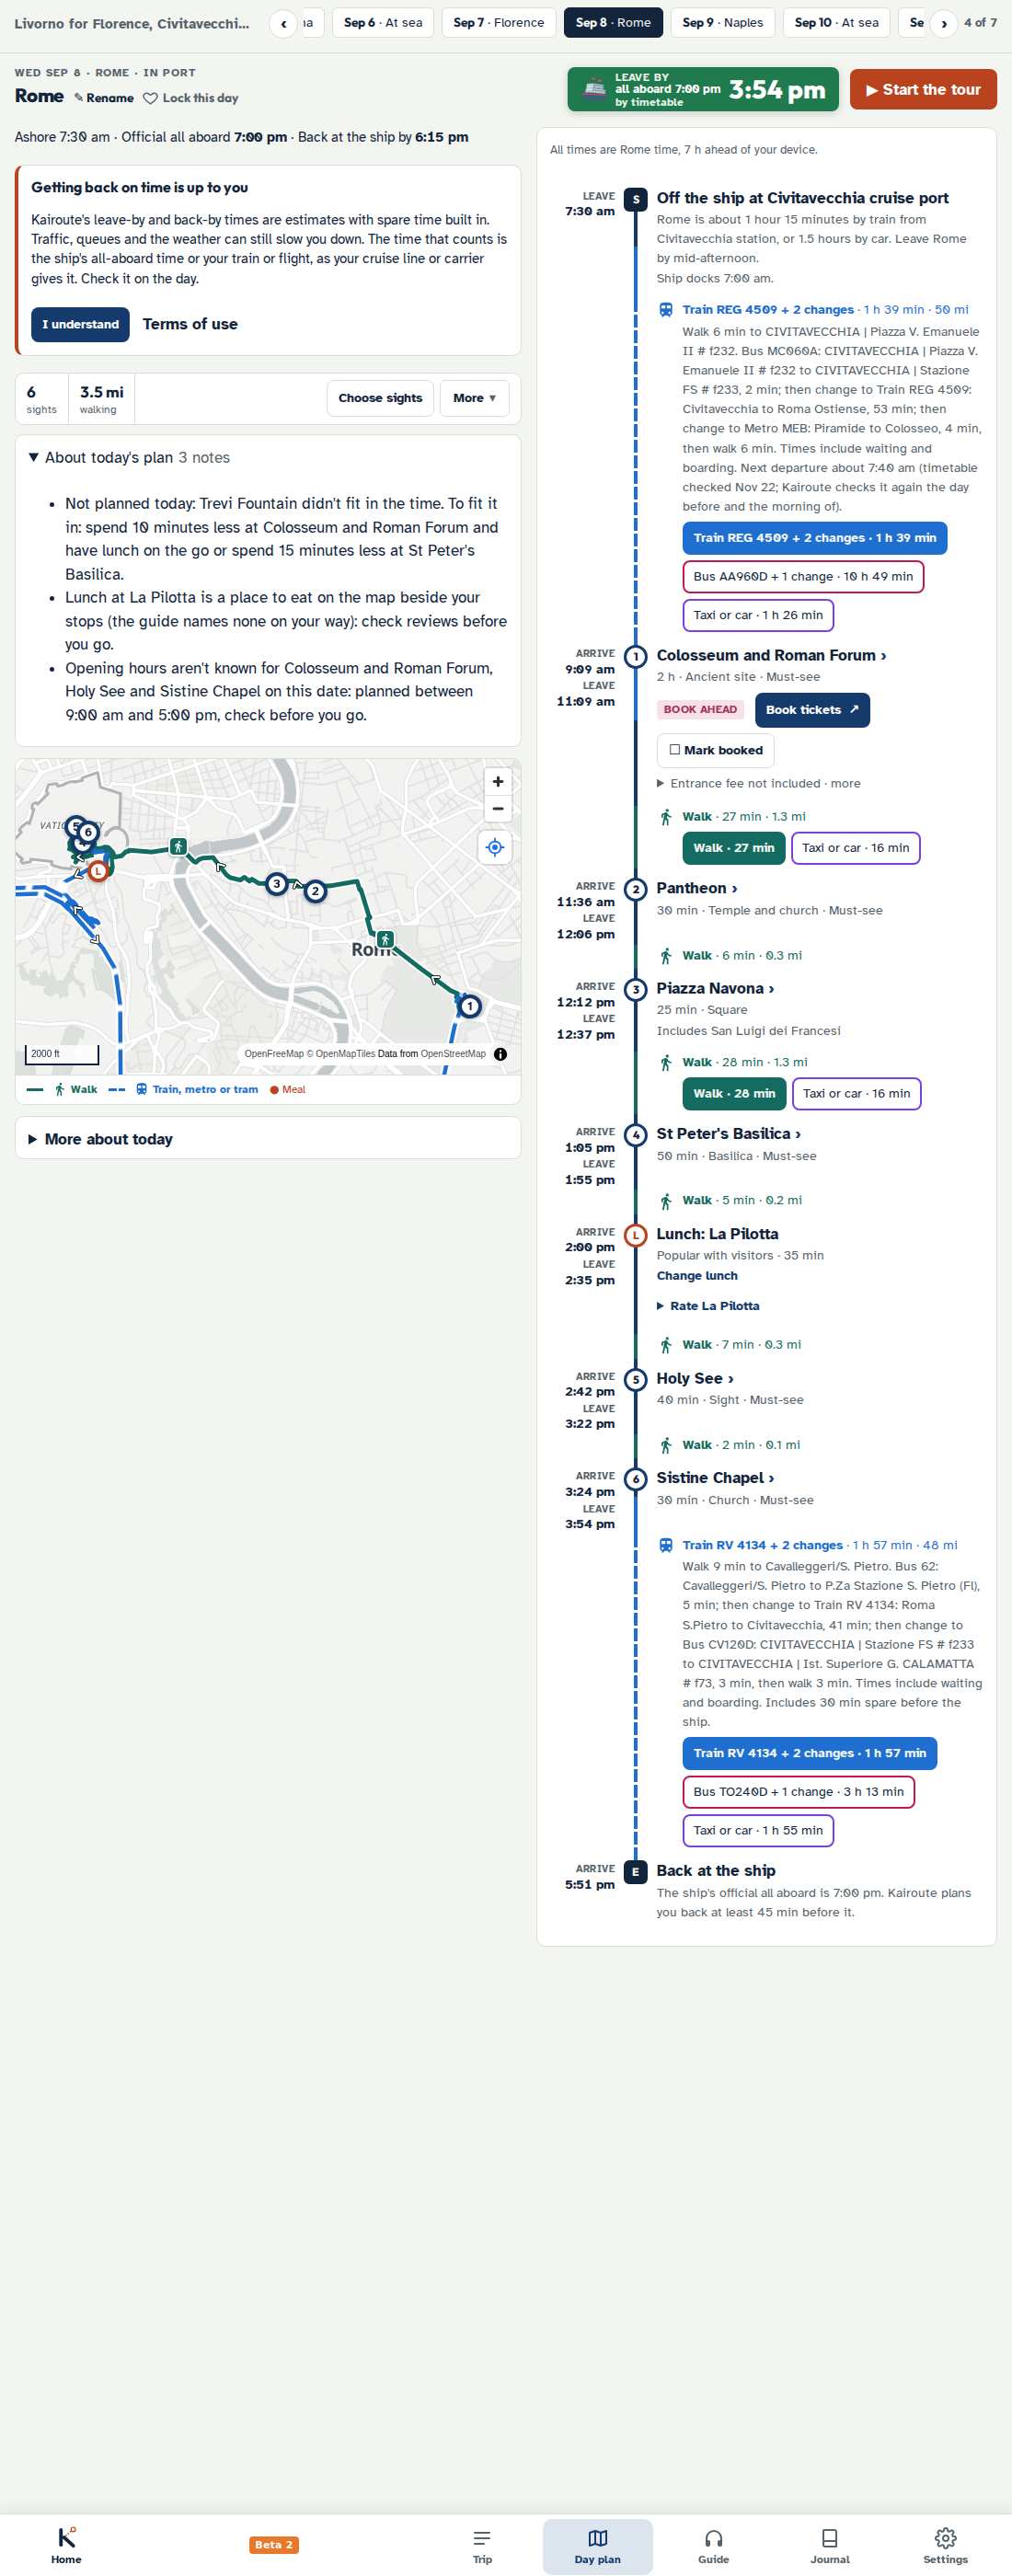 Livorno for Florence, Civitavecchi...
‹
na
Sep 6 · At sea
Sep 7 · Florence
Sep 8 · Rome
Sep 9 · Naples
Sep 10 · At sea
Se
›
4 of 7
WED SEP 8 · ROME · IN PORT
Rome ✎ Rename Lock this day
LEAVE BY
all aboard 7:00 pm
by timetable
3:54 pm
▶ Start the tour
Ashore 7:30 am · Official all aboard 7:00 pm · Back at the ship by 6:15 pm
Getting back on time is up to you
Kairoute's leave-by and back-by times are estimates with spare time built in.
Traffic, queues and the weather can still slow you down. The time that counts is
the ship's all-aboard time or your train or flight, as your cruise line or carrier
gives it. Check it on the day.
I understand
Terms of use
6
sights
3.5 mi
walking
Choose sights
More ▼
▼ About today's plan 3 notes
• Not planned today: Trevi Fountain didn't fit in the time. To fit it
in: spend 10 minutes less at Colosseum and Roman Forum and
have lunch on the go or spend 15 minutes less at St Peter's
Basilica.
• Lunch at La Pilotta is a place to eat on the map beside your
stops (the guide names none on your way): check reviews before
you go.
• Opening hours aren't known for Colosseum and Roman Forum,
Holy See and Sistine Chapel on this date: planned between
9:00 am and 5:00 pm, check before you go.
5
6
L
3
2
1
+
−
2000 ft
OpenFreeMap © OpenMapTiles Data from OpenStreetMap
Walk
Train, metro or tram
Meal
▶ More about today
All times are Rome time, 7 h ahead of your device.
LEAVE
7:30 am
S
Off the ship at Civitavecchia cruise port
Rome is about 1 hour 15 minutes by train from
Civitavecchia station, or 1.5 hours by car. Leave Rome
by mid-afternoon.
Ship docks 7:00 am.
Train REG 4509 + 2 changes · 1 h 39 min · 50 mi
Walk 6 min to CIVITAVECCHIA | Piazza V. Emanuele
II # f232. Bus MC060A: CIVITAVECCHIA | Piazza V.
Emanuele II # f232 to CIVITAVECCHIA | Stazione
FS # f233, 2 min; then change to Train REG 4509:
Civitavecchia to Roma Ostiense, 53 min; then
change to Metro MEB: Piramide to Colosseo, 4 min,
then walk 6 min. Times include waiting and
boarding. Next departure about 7:40 am (timetable
checked Nov 22; Kairoute checks it again the day
before and the morning of).
Train REG 4509 + 2 changes · 1 h 39 min
Bus AA960D + 1 change · 10 h 49 min
Taxi or car · 1 h 26 min
ARRIVE
9:09 am
LEAVE
11:09 am
1
Colosseum and Roman Forum ›
2 h · Ancient site · Must-see
BOOK AHEAD
Book tickets ↗
☐ Mark booked
▶ Entrance fee not included · more
Walk · 27 min · 1.3 mi
Walk · 27 min
Taxi or car · 16 min
ARRIVE
11:36 am
LEAVE
12:06 pm
2
Pantheon ›
30 min · Temple and church · Must-see
Walk · 6 min · 0.3 mi
ARRIVE
12:12 pm
LEAVE
12:37 pm
3
Piazza Navona ›
25 min · Square
Includes San Luigi dei Francesi
Walk · 28 min · 1.3 mi
Walk · 28 min
Taxi or car · 16 min
ARRIVE
1:05 pm
LEAVE
1:55 pm
4
St Peter's Basilica ›
50 min · Basilica · Must-see
Walk · 5 min · 0.2 mi
ARRIVE
2:00 pm
LEAVE
2:35 pm
L
Lunch: La Pilotta
Popular with visitors · 35 min
Change lunch
▶ Rate La Pilotta
Walk · 7 min · 0.3 mi
ARRIVE
2:42 pm
LEAVE
3:22 pm
5
Holy See ›
40 min · Sight · Must-see
Walk · 2 min · 0.1 mi
ARRIVE
3:24 pm
LEAVE
3:54 pm
6
Sistine Chapel ›
30 min · Church · Must-see
Train RV 4134 + 2 changes · 1 h 57 min · 48 mi
Walk 9 min to Cavalleggeri/S. Pietro. Bus 62:
Cavalleggeri/S. Pietro to P.Za Stazione S. Pietro (Fl),
5 min; then change to Train RV 4134: Roma
S.Pietro to Civitavecchia, 41 min; then change to
Bus CV120D: CIVITAVECCHIA | Stazione FS # f233
to CIVITAVECCHIA | Ist. Superiore G. CALAMATTA
# f73, 3 min, then walk 3 min. Times include waiting
and boarding. Includes 30 min spare before the
ship.
Train RV 4134 + 2 changes · 1 h 57 min
Bus TO240D + 1 change · 3 h 13 min
Taxi or car · 1 h 55 min
ARRIVE
5:51 pm
E
Back at the ship
The ship's official all aboard is 7:00 pm. Kairoute plans
you back at least 45 min before it.
Home
Beta 2
Trip
Day plan
Guide
Journal
Settings